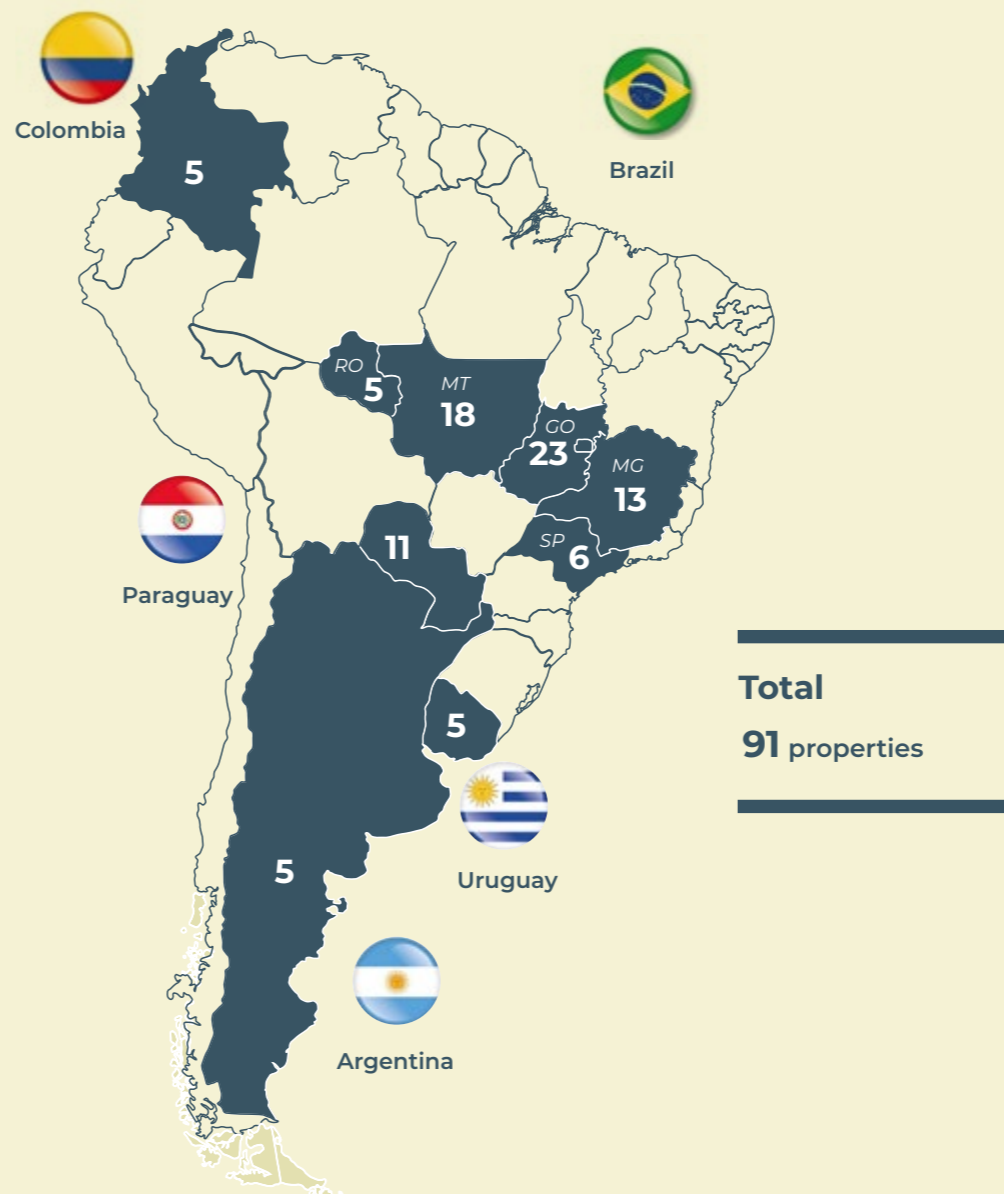 Colombia
5
Brazil
RO
5
MT
18
GO
23
MG
13
SP
6
11
Paraguay
5
Total
91 properties
Uruguay
5
Argentina